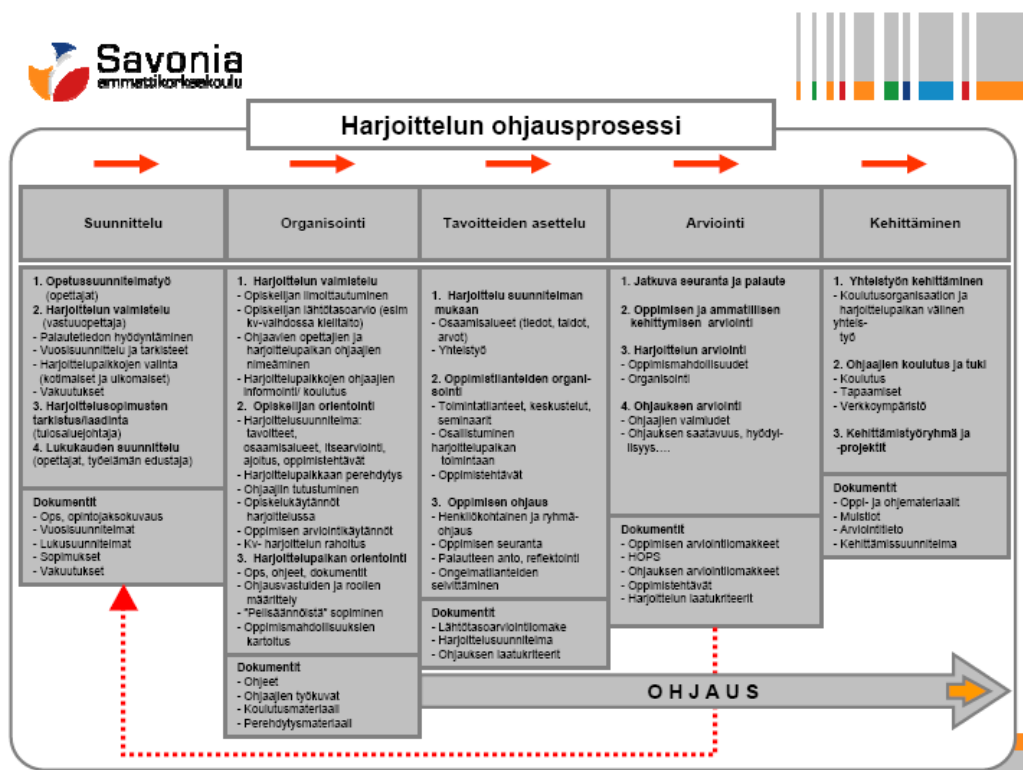 Savonia
ammattikorkeakoulu
Harjoittelun ohjausprosessi
Suunnittelu
Organisointi
Tavoitteiden asettelu
Arviointi
Kehittäminen
1. Opetussuunnitelmatyö
(opettajat)
2. Harjoittelun valmistelu
(vastuuopettaja)
- Palautetiedon hyödyntäminen
- Vuosisuunnittelu ja tarkisteet
- Harjoittelupaikkojen valinta
(kotimaiset ja ulkomaiset)
- Vakuutukset
3. Harjoittelusopimusten
tarkistus/laadinta
(tulosaluejohtaja)
4. Lukukauden suunnittelu
(opettajat, työelämän edustaja)
Dokumentit
- Ops, opintojaksokuvaus
- Vuosisuunnitelmat
- Lukusuunnitelmat
- Sopimukset
- Vakuutukset
1. Harjoittelun valmistelu
- Opiskelijan ilmoittautuminen
- Opiskelijan lähtötasoarvio (esim
kv-vaihdossa kielitaito)
- Ohjaavien opettajien ja
harjoittelupaikan ohjaajien
nimeäminen
- Harjoittelupaikkojen ohjaajien
informointi/ koulutus
2. Opiskelijan orientointi
- Harjoittelusuunnitelma:
tavoitteet,
osaamisalueet, itsearviointi,
ajoitus, oppimistehtävät
- Harjoittelupaikkaan perehdytys
- Ohjaajiin tutustuminen
- Opiskelukäytännöt
harjoittelussa
- Oppimisen arviointikäytännöt
- Kv- harjoittelun rahoitus
3. Harjoittelupaikan orientointi
- Ops, ohjeet, dokumentit
- Ohjausvastuiden ja roolien
määrittely
- "Pelisäännöistä" sopiminen
- Oppimismahdollisuuksien
kartoitus
Dokumentit
- Ohjeet
- Ohjaajien työkuvat
- Koulutusmateriaali
- Perehdytysmateriaali
1. Harjoittelu suunnitelman
mukaan
- Osaamisalueet (tiedot, taidot,
arvot)
- Yhteistyö
2. Oppimistilanteiden organi-
sointi
- Toimintatilanteet, keskustelut,
seminaarit
- Osallistuminen
harjoittelupaikan
toimintaan
- Oppimistehtävät
3. Oppimisen ohjaus
- Henkilökohtainen ja ryhmä-
ohjaus
- Oppimisen seuranta
- Palautteen anto, reflektointi
- Ongelmatilanteiden
selvittäminen
Dokumentit
- Lähtötasoarviointilomake
- Harjoittelusuunnitelma
- Ohjauksen laatukriteerit
1. Jatkuva seuranta ja palaute
2. Oppimisen ja ammatillisen
kehittymisen arviointi
3. Harjoittelun arviointi
- Oppimismahdollisuudet
- Organisointi
4. Ohjauksen arviointi
- Ohjaajien valmiudet
- Ohjauksen saatavuus, hyödyl-
lisyys....
Dokumentit
- Oppimisen arviointilomakkeet
- HOPS
- Ohjauksen arviointilomakkeet
- Oppimistehtävät
- Harjoittelun laatukriteerit
1. Yhteistyön kehittäminen
- Koulutusorganisaation ja
harjoittelupaikan välinen
yhteis-
työ
2. Ohjaajien koulutus ja tuki
- Koulutus
- Tapaamiset
- Verkkoympäristö
3. Kehittämistyöryhmä ja
-projektit
Dokumentit
- Oppi- ja ohjemateriaalit
- Muistiot
- Arviointitieto
- Kehittämissuunnitelma
OHJAUS